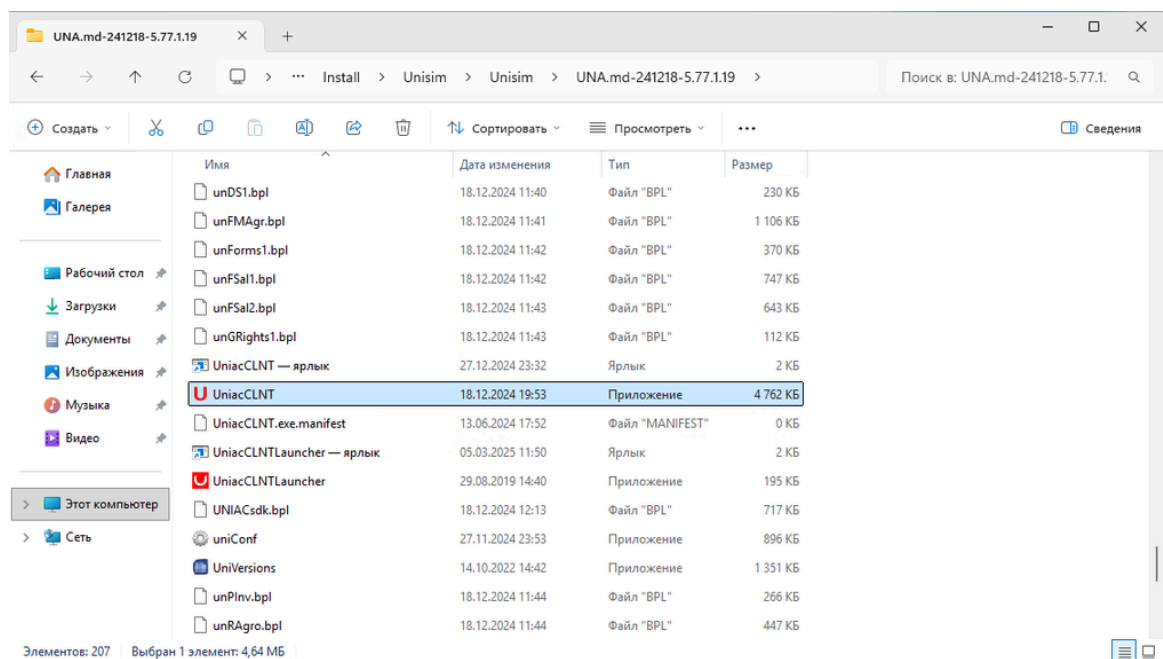 UNA.md-241218-5.77.1.19
Install > Unisim > Unisim > UNA.md-241218-5.77.1.19 >
Поиск в: UNA.md-241218-5.77.1.
Создать
Сортировать
Просмотреть
Сведения
Главная
Галерея
Рабочий стол
Загрузки
Документы
Изображения
Музыка
Видео
Этот компьютер
Сеть
Имя Дата изменения Тип Размер
unDS1.bpl 18.12.2024 11:40 Файл "BPL" 230 КБ
unFMAgr.bpl 18.12.2024 11:41 Файл "BPL" 1 106 КБ
unForms1.bpl 18.12.2024 11:42 Файл "BPL" 370 КБ
unFSal1.bpl 18.12.2024 11:42 Файл "BPL" 747 КБ
unFSal2.bpl 18.12.2024 11:43 Файл "BPL" 643 КБ
unGRights1.bpl 18.12.2024 11:43 Файл "BPL" 112 КБ
UniacCLNT — ярлык 27.12.2024 23:32 Ярлык 2 КБ
UniacCLNT 18.12.2024 19:53 Приложение 4 762 КБ
UniacCLNT.exe.manifest 13.06.2024 17:52 Файл "MANIFEST" 0 КБ
UniacCLNTLauncher — ярлык 05.03.2025 11:50 Ярлык 2 КБ
UniacCLNTLauncher 29.08.2019 14:40 Приложение 195 КБ
UNIACsdk.bpl 18.12.2024 12:13 Файл "BPL" 717 КБ
uniConf 27.11.2024 23:53 Приложение 896 КБ
UniVersions 14.10.2022 14:42 Приложение 1 351 КБ
unPInv.bpl 18.12.2024 11:44 Файл "BPL" 266 КБ
unRAgro.bpl 18.12.2024 11:44 Файл "BPL" 447 КБ
Элементов: 207 Выбран 1 элемент: 4,64 МБ